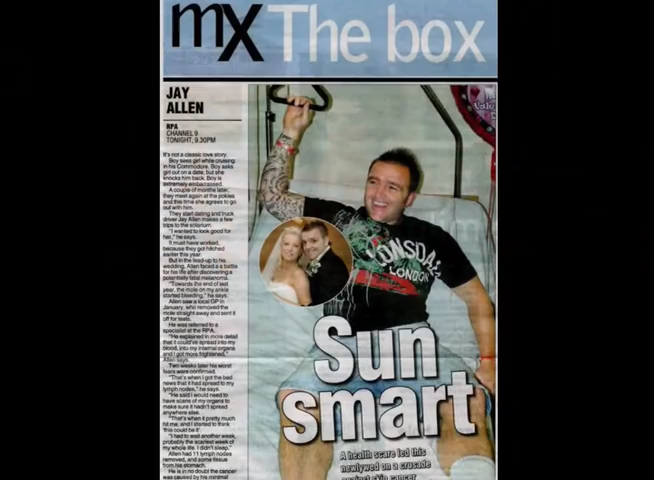 mX The box
JAY
ALLEN
RPA
CHANNEL 9
TONIGHT, 9.30PM
It's not a classic love story.
Boy sees girl while cruising
in his Commodore. Boy asks
girl out on a date, but she
knocks him back. Boy is
extremely embarrassed.
A couple of months later,
they meet again at the pokies
and this time she agrees to go
out with him.
They start dating and truck
driver Jay Allen makes a few
trips to the solarium.
"I wanted to look good for
her," he says.
It must have worked,
because they got hitched
earlier this year.
But in the lead-up to his
wedding, Allen faced a battle
for his life after discovering a
potentially fatal melanoma.
"Towards the end of last
year, the mole on my ankle
started bleeding," he says.
Allen saw a local GP in
January, who removed the
mole straight away and sent it
off for tests.
He was referred to a
specialist at the RPA.
"He explained in more detail
that it could've spread into my
blood, into my internal organs
and I got more frightened,"
Allen says.
Two weeks later his worst
fears were confirmed.
"That's when I got the bad
news that it had spread to my
lymph nodes," he says.
"He said I would need to
have scans of my organs to
make sure it hadn't spread
anywhere else.
"That's when it pretty much
hit me, and I started to think
'this could be it'.
"I had to wait another week,
probably the scariest week of
my whole life. I didn't sleep."
Allen had 11 lymph nodes
removed, and some tissue
from his stomach.
He is in no doubt the cancer
was caused by his minimal
LONSDALE
LONDON
Sun
smart
A health scare led this
newlywed on a crusade
against skin cancer